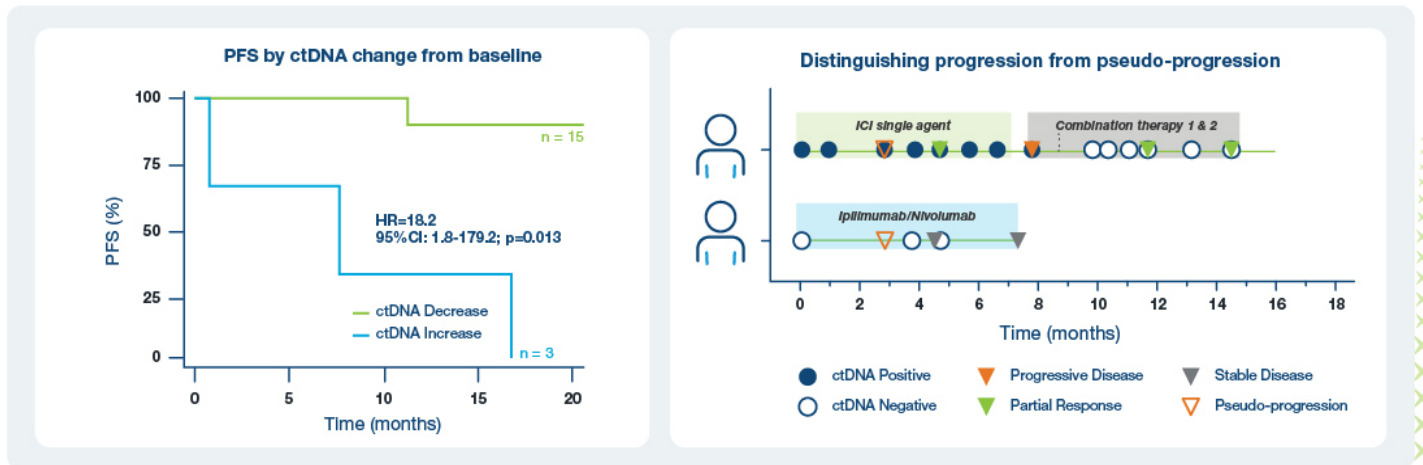 PFS by ctDNA change from baseline
100
75
50
25
0
PFS (%)
n = 15
HR=18.2
95%CI: 1.8-179.2; p=0.013
ctDNA Decrease
ctDNA Increase
n = 3
0 5 10 15 20
Time (months)
Distinguishing progression from pseudo-progression
ICI single agent
Combination therapy 1 & 2
Ipilimumab/Nivolumab
0 2 4 6 8 10 12 14 16 18
Time (months)
ctDNA Positive
Progressive Disease
Stable Disease
ctDNA Negative
Partial Response
Pseudo-progression